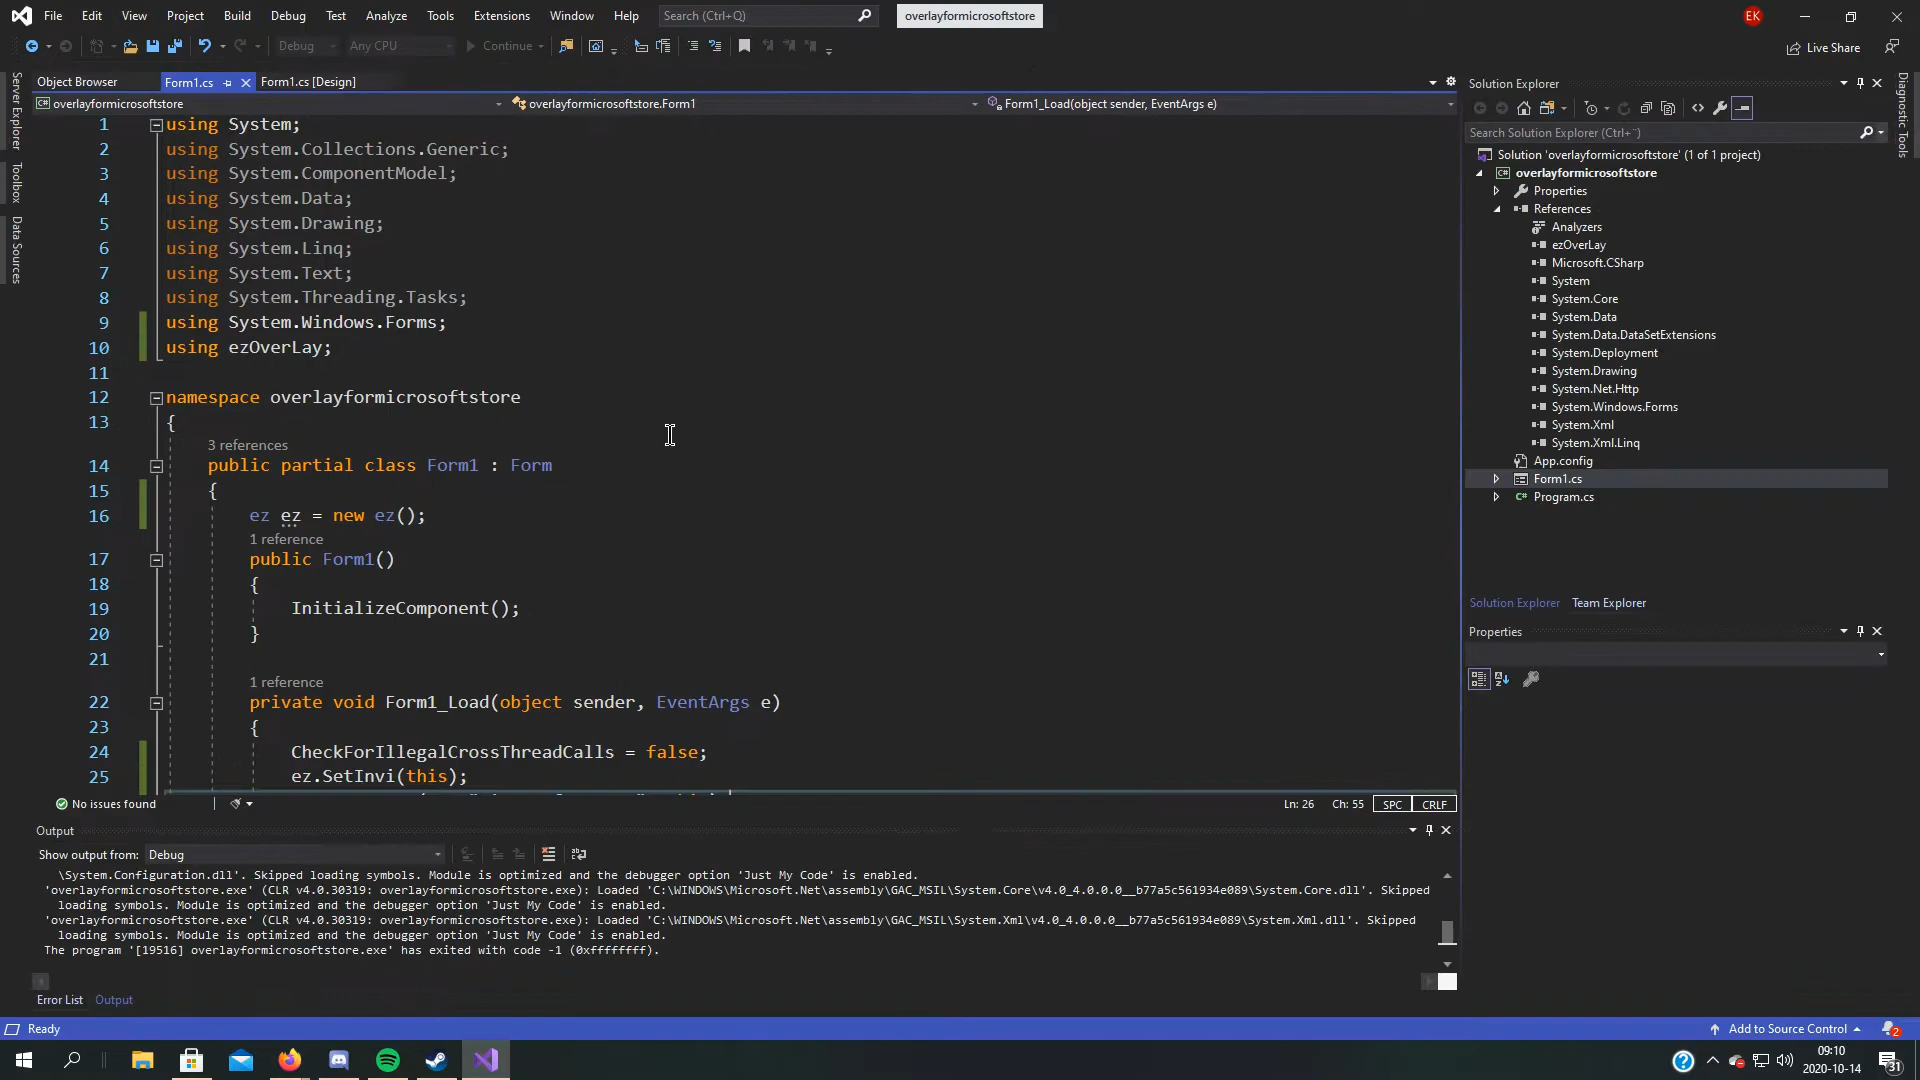 File Edit View Project Build Debug Test Analyze Tools Extensions Window Help Search (Ctrl+Q) overlayformicrosoftstore EK
Debug Any CPU Continue Live Share
Server Explorer
Toolbox
Data Sources
Object Browser Form1.cs Form1.cs [Design]
overlayformicrosoftstore overlayformicrosoftstore.Form1 Form1_Load(object sender, EventArgs e)
1 using System;
2 using System.Collections.Generic;
3 using System.ComponentModel;
4 using System.Data;
5 using System.Drawing;
6 using System.Linq;
7 using System.Text;
8 using System.Threading.Tasks;
9 using System.Windows.Forms;
10 using ezOverLay;
11
12 namespace overlayformicrosoftstore
13 {
3 references
14 public partial class Form1 : Form
15 {
16 ez ez = new ez();
1 reference
17 public Form1()
18 {
19 InitializeComponent();
20 }
21
1 reference
22 private void Form1_Load(object sender, EventArgs e)
23 {
24 CheckForIllegalCrossThreadCalls = false;
25 ez.SetInvi(this);
No issues found Ln: 26 Ch: 55 SPC CRLF
Output
Show output from: Debug
\System.Configuration.dll'. Skipped loading symbols. Module is optimized and the debugger option 'Just My Code' is enabled.
'overlayformicrosoftstore.exe' (CLR v4.0.30319: overlayformicrosoftstore.exe): Loaded 'C:\WINDOWS\Microsoft.Net\assembly\GAC_MSIL\System.Core\v4.0_4.0.0.0__b77a5c561934e089\System.Core.dll'. Skipped
loading symbols. Module is optimized and the debugger option 'Just My Code' is enabled.
'overlayformicrosoftstore.exe' (CLR v4.0.30319: overlayformicrosoftstore.exe): Loaded 'C:\WINDOWS\Microsoft.Net\assembly\GAC_MSIL\System.Xml\v4.0_4.0.0.0__b77a5c561934e089\System.Xml.dll'. Skipped
loading symbols. Module is optimized and the debugger option 'Just My Code' is enabled.
The program '[19516] overlayformicrosoftstore.exe' has exited with code -1 (0xffffffff).
Error List Output
Solution Explorer
Search Solution Explorer (Ctrl+¨)
Solution 'overlayformicrosoftstore' (1 of 1 project)
overlayformicrosoftstore
Properties
References
Analyzers
ezOverLay
Microsoft.CSharp
System
System.Core
System.Data
System.Data.DataSetExtensions
System.Deployment
System.Drawing
System.Net.Http
System.Windows.Forms
System.Xml
System.Xml.Linq
App.config
Form1.cs
Program.cs
Solution Explorer Team Explorer
Properties
Diagnostic Tools
Ready Add to Source Control 2
09:10
2020-10-14
31